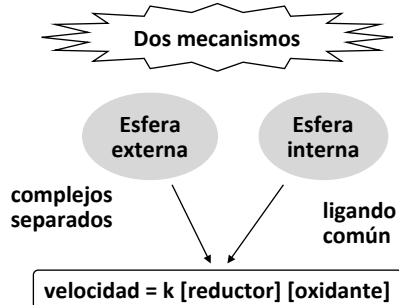 Dos mecanismos
Esfera
externa
Esfera
interna
complejos
separados
ligando
común
velocidad = k [reductor] [oxidante]